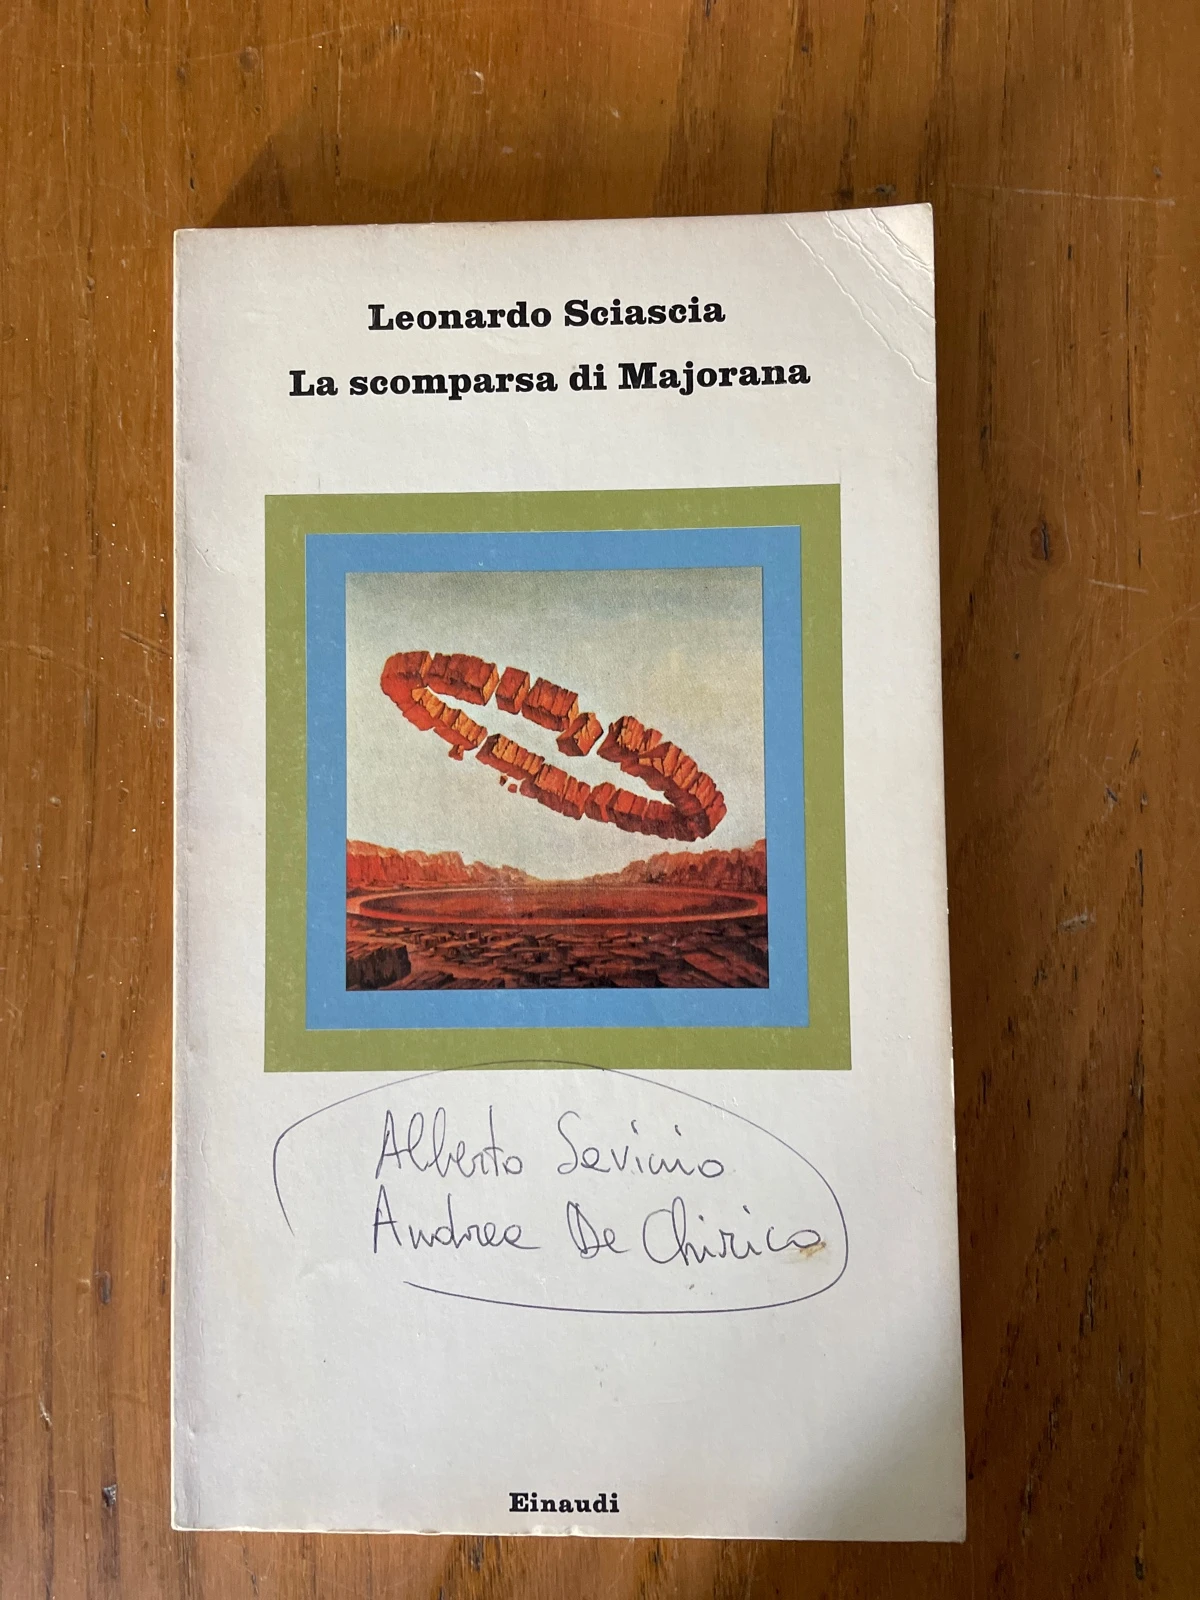 Leonardo Sciascia
La scomparsa di Majorana
Alberto Savinio
Andrea De Chirico
Einaudi